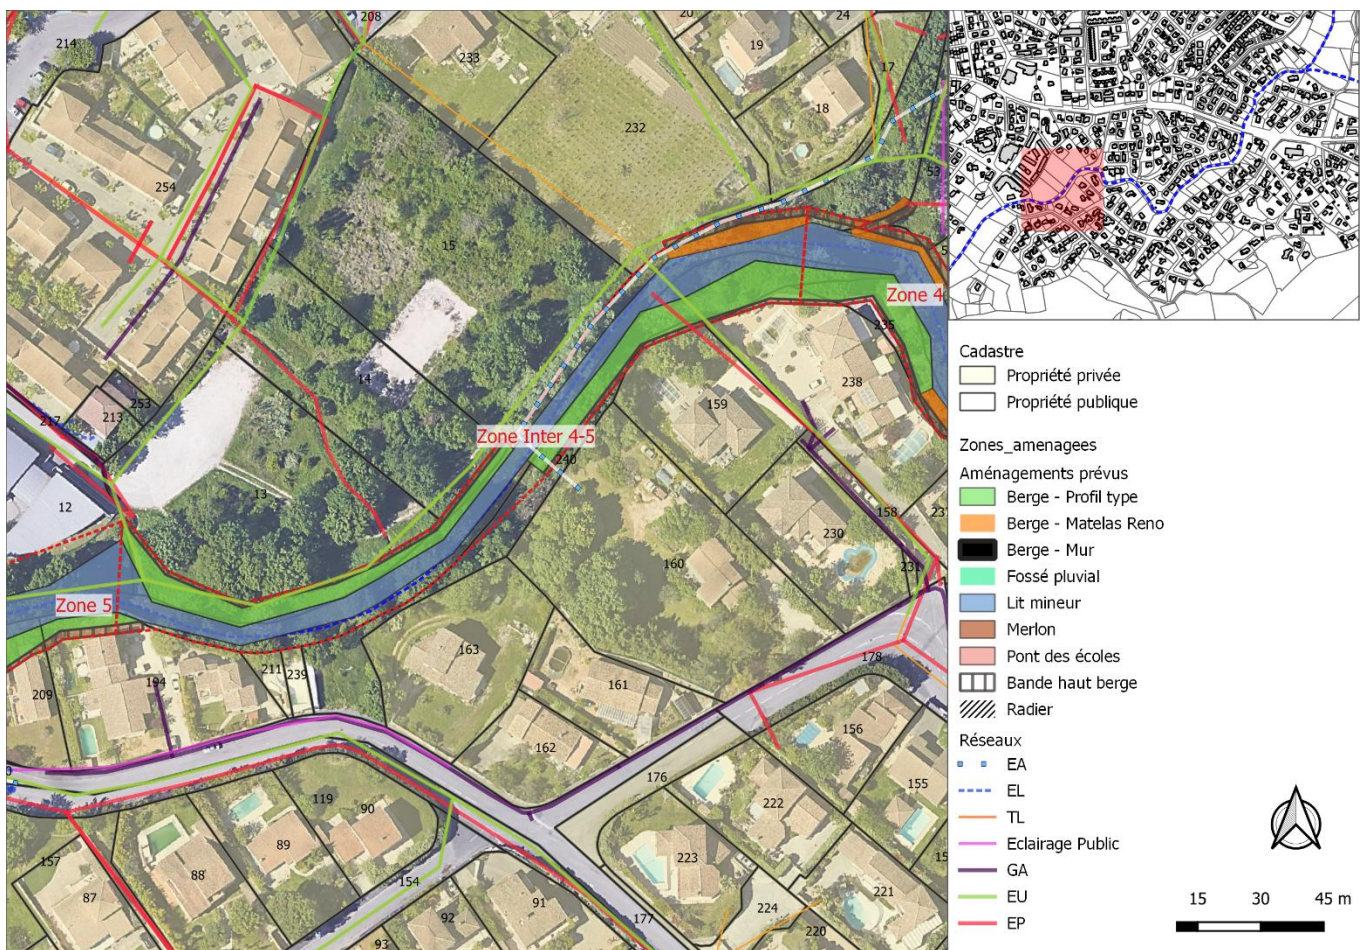 208
214
233
20
19
24
17
18
232
53
254
15
Zone 4
235
238
14
159
253
213
217
Zone Inter 4-5
240
13
12
158
230
231
160
Zone 5
163
178
211
239
161
194
209
156
162
155
176
222
119
90
89
223
157
88
154
221
87
91
224
92
177
220
93
Cadastre
Propriété privée
Propriété publique
Zones_amenagees
Aménagements prévus
Berge - Profil type
Berge - Matelas Reno
Berge - Mur
Fossé pluvial
Lit mineur
Merlon
Pont des écoles
Bande haut berge
Radier
Réseaux
EA
EL
TL
Eclairage Public
GA
EU
EP
15 30 45 m